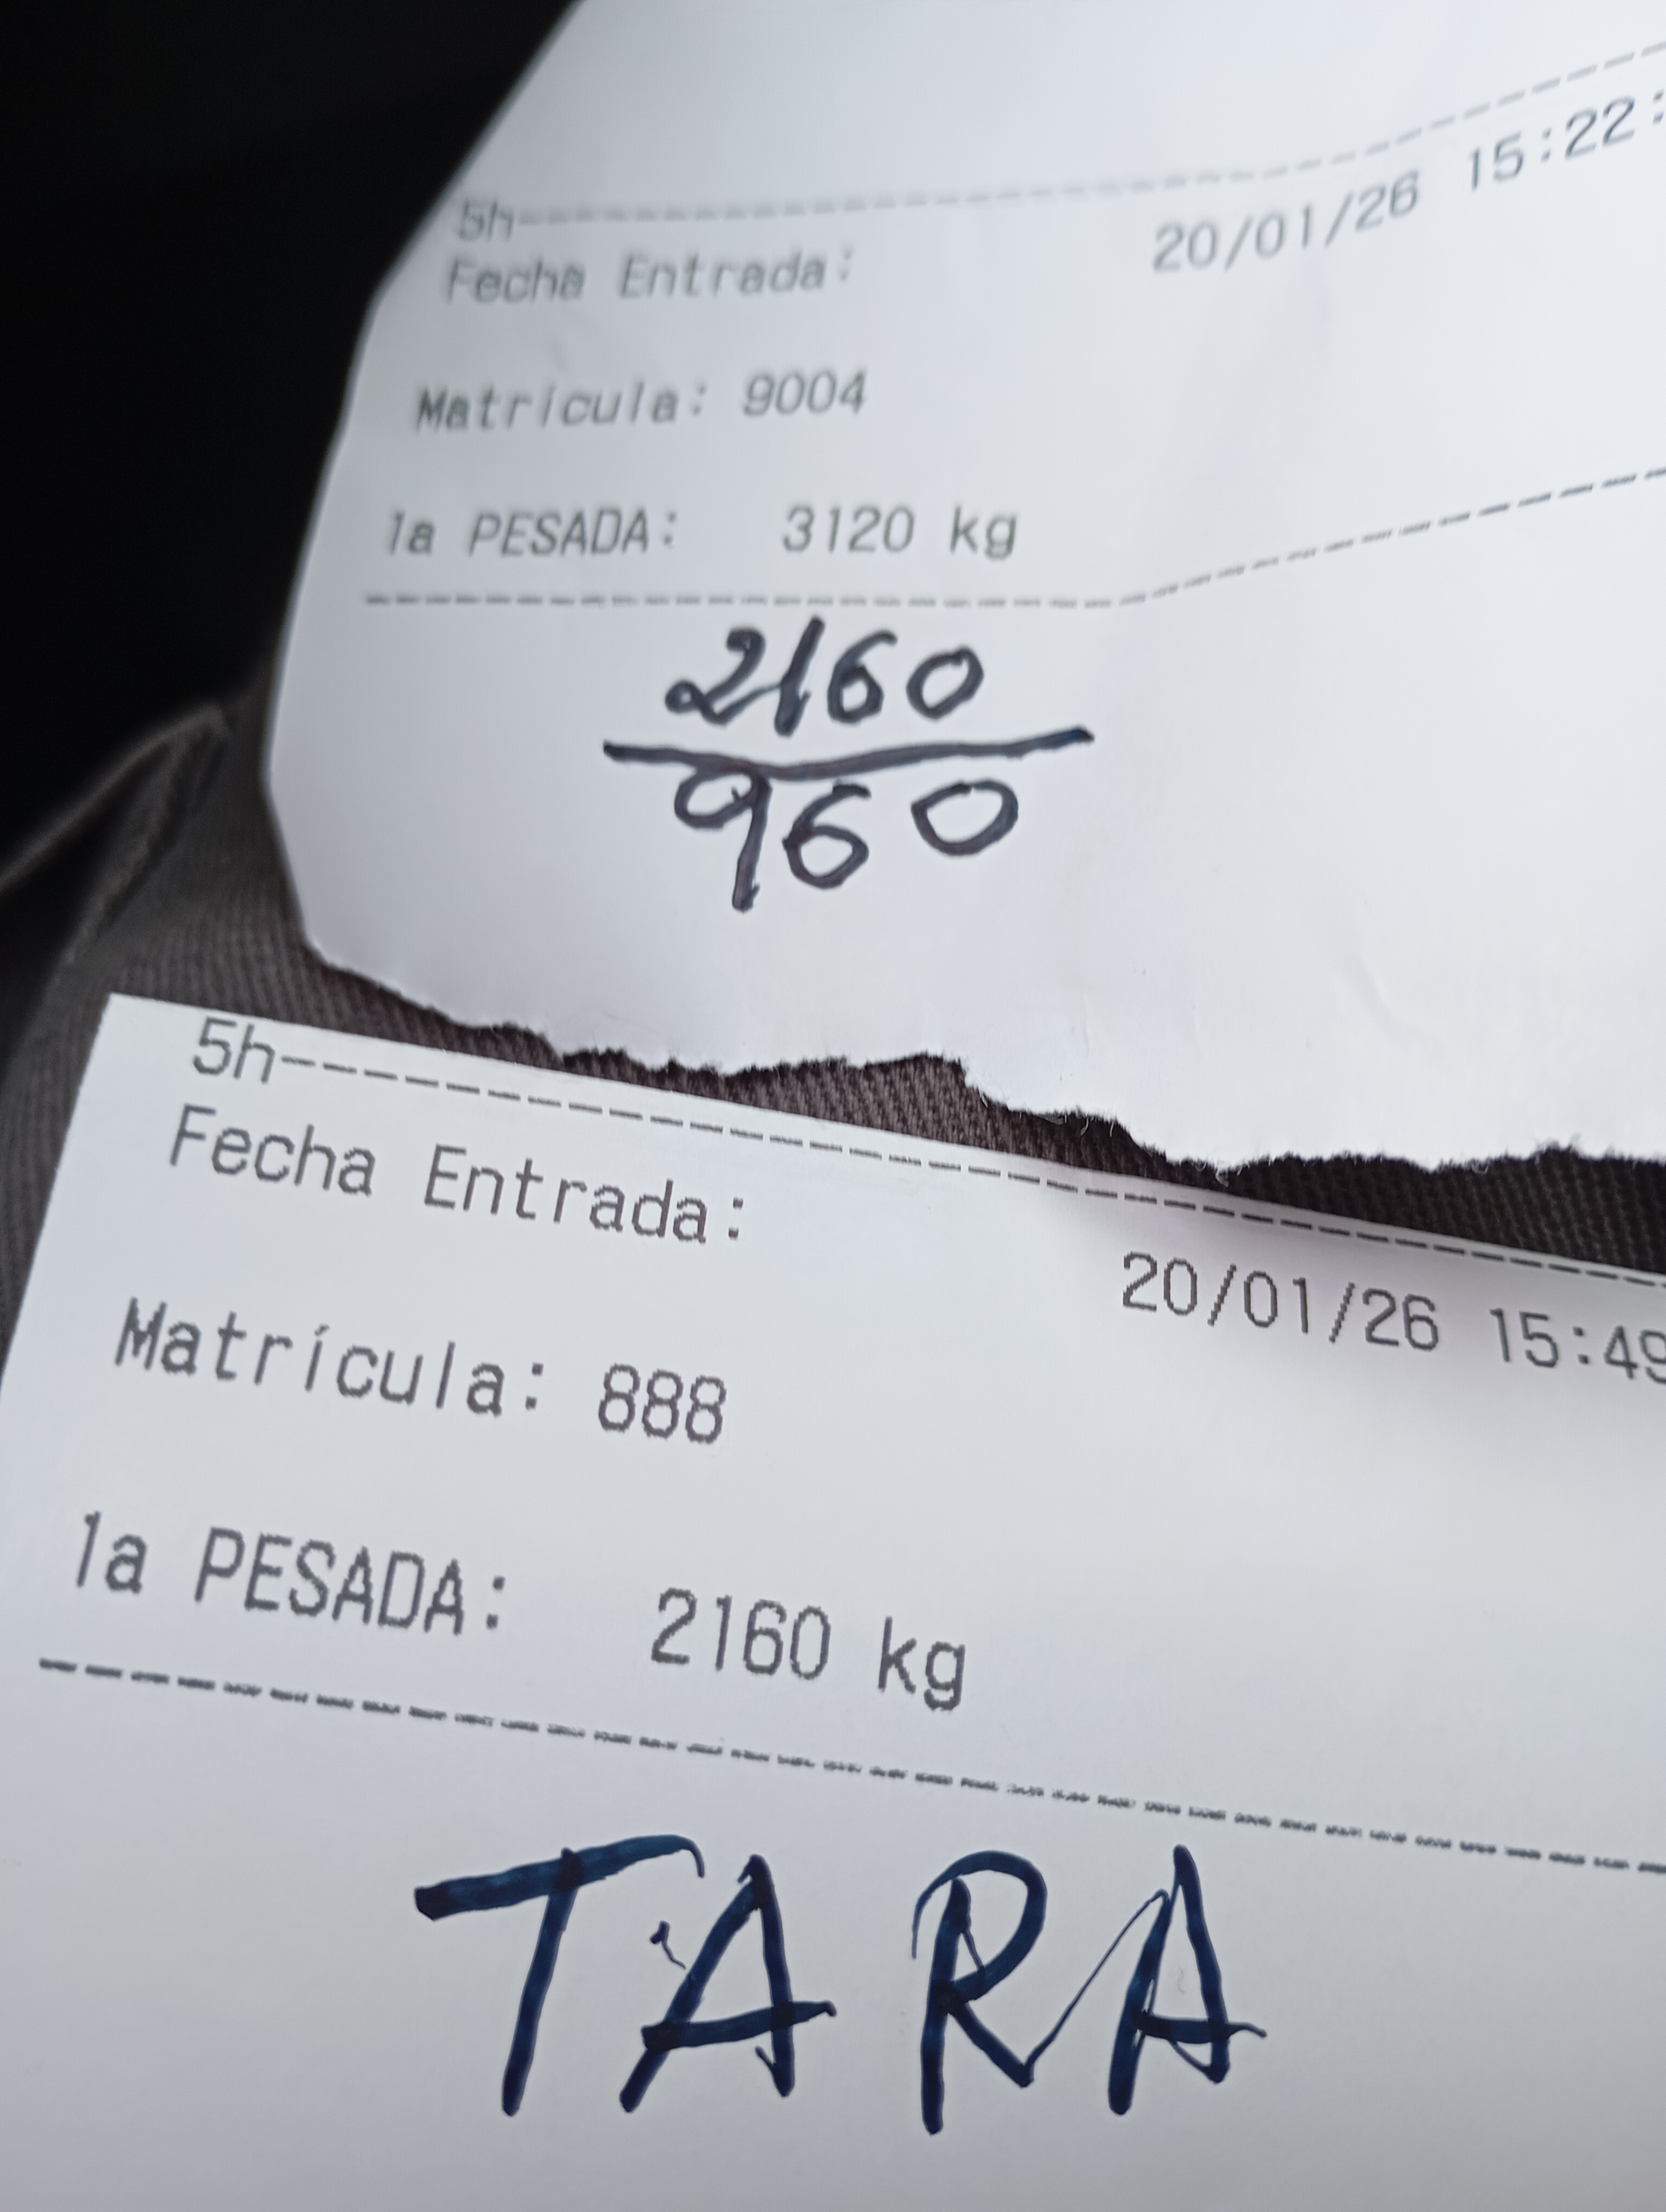 5h
Fecha Entrada: 20/01/26 15:22:
Matrícula: 9004
1a PESADA: 3120 kg
2160
960
5h
Fecha Entrada: 20/01/26 15:49
Matrícula: 888
1a PESADA: 2160 kg
TARA